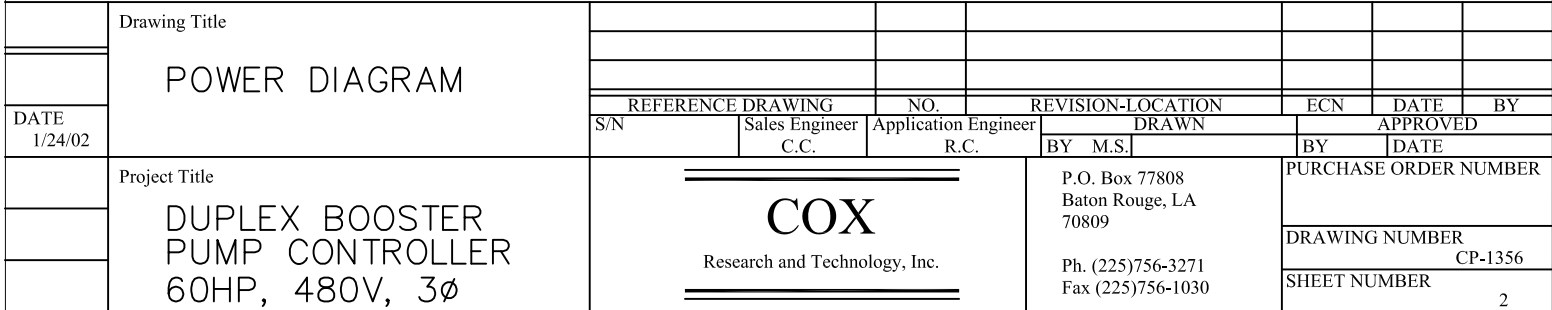 DATE
1/24/02
Drawing Title
POWER DIAGRAM
REFERENCE DRAWING NO. REVISION-LOCATION ECN DATE BY
S/N Sales Engineer Application Engineer DRAWN APPROVED
C.C. R.C. BY M.S. BY DATE
Project Title
DUPLEX BOOSTER
PUMP CONTROLLER
60HP, 480V, 3Ø
COX
Research and Technology, Inc.
P.O. Box 77808
Baton Rouge, LA
70809
Ph. (225)756-3271
Fax (225)756-1030
PURCHASE ORDER NUMBER
DRAWING NUMBER
CP-1356
SHEET NUMBER
2